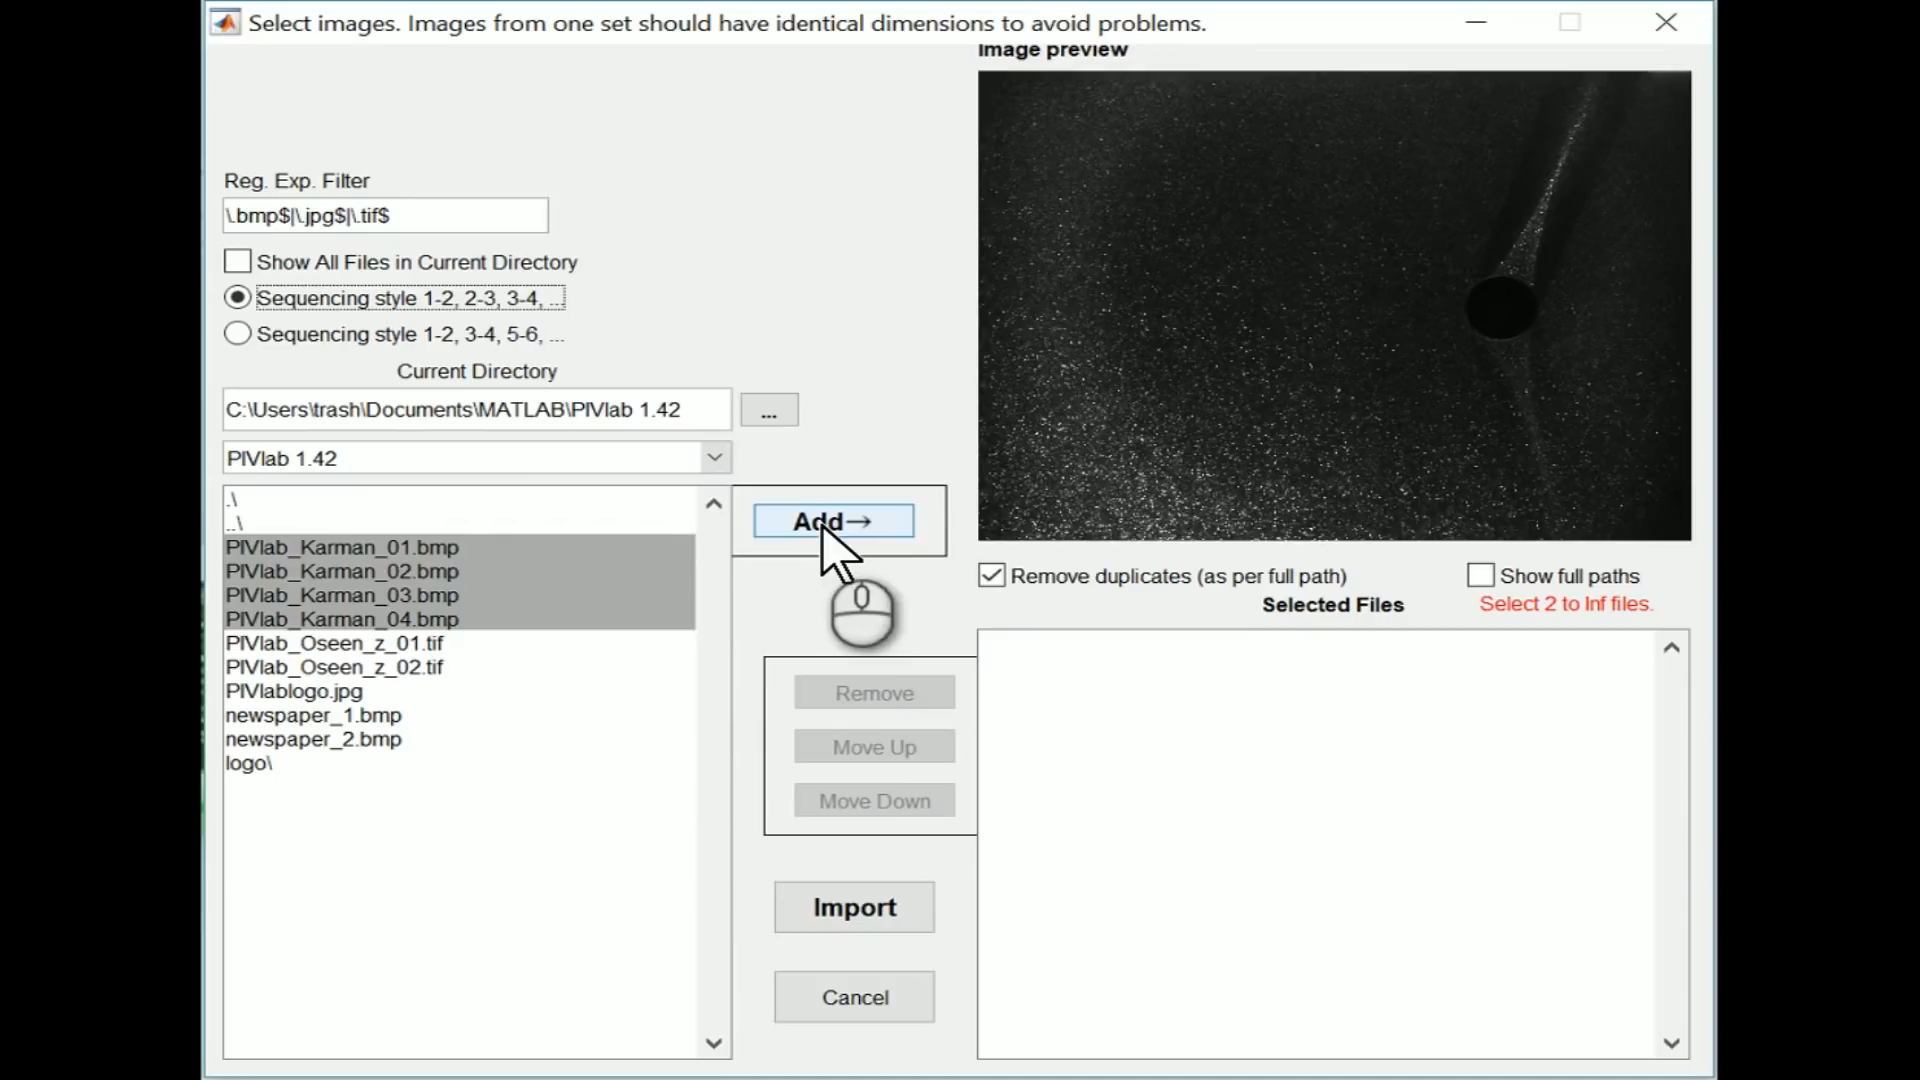 Select images. Images from one set should have identical dimensions to avoid problems.
Image preview
Reg. Exp. Filter
\.bmp$|\.jpg$|\.tif$
Show All Files in Current Directory
Sequencing style 1-2, 2-3, 3-4, ...
Sequencing style 1-2, 3-4, 5-6, ...
Current Directory
C:\Users\trash\Documents\MATLAB\PIVlab 1.42
...
PIVlab 1.42
.\
..\
PIVlab_Karman_01.bmp
PIVlab_Karman_02.bmp
PIVlab_Karman_03.bmp
PIVlab_Karman_04.bmp
PIVlab_Oseen_z_01.tif
PIVlab_Oseen_z_02.tif
PIVlablogo.jpg
newspaper_1.bmp
newspaper_2.bmp
logo\
Add→
Remove
Move Up
Move Down
Import
Cancel
Remove duplicates (as per full path)
Show full paths
Selected Files
Select 2 to Inf files.